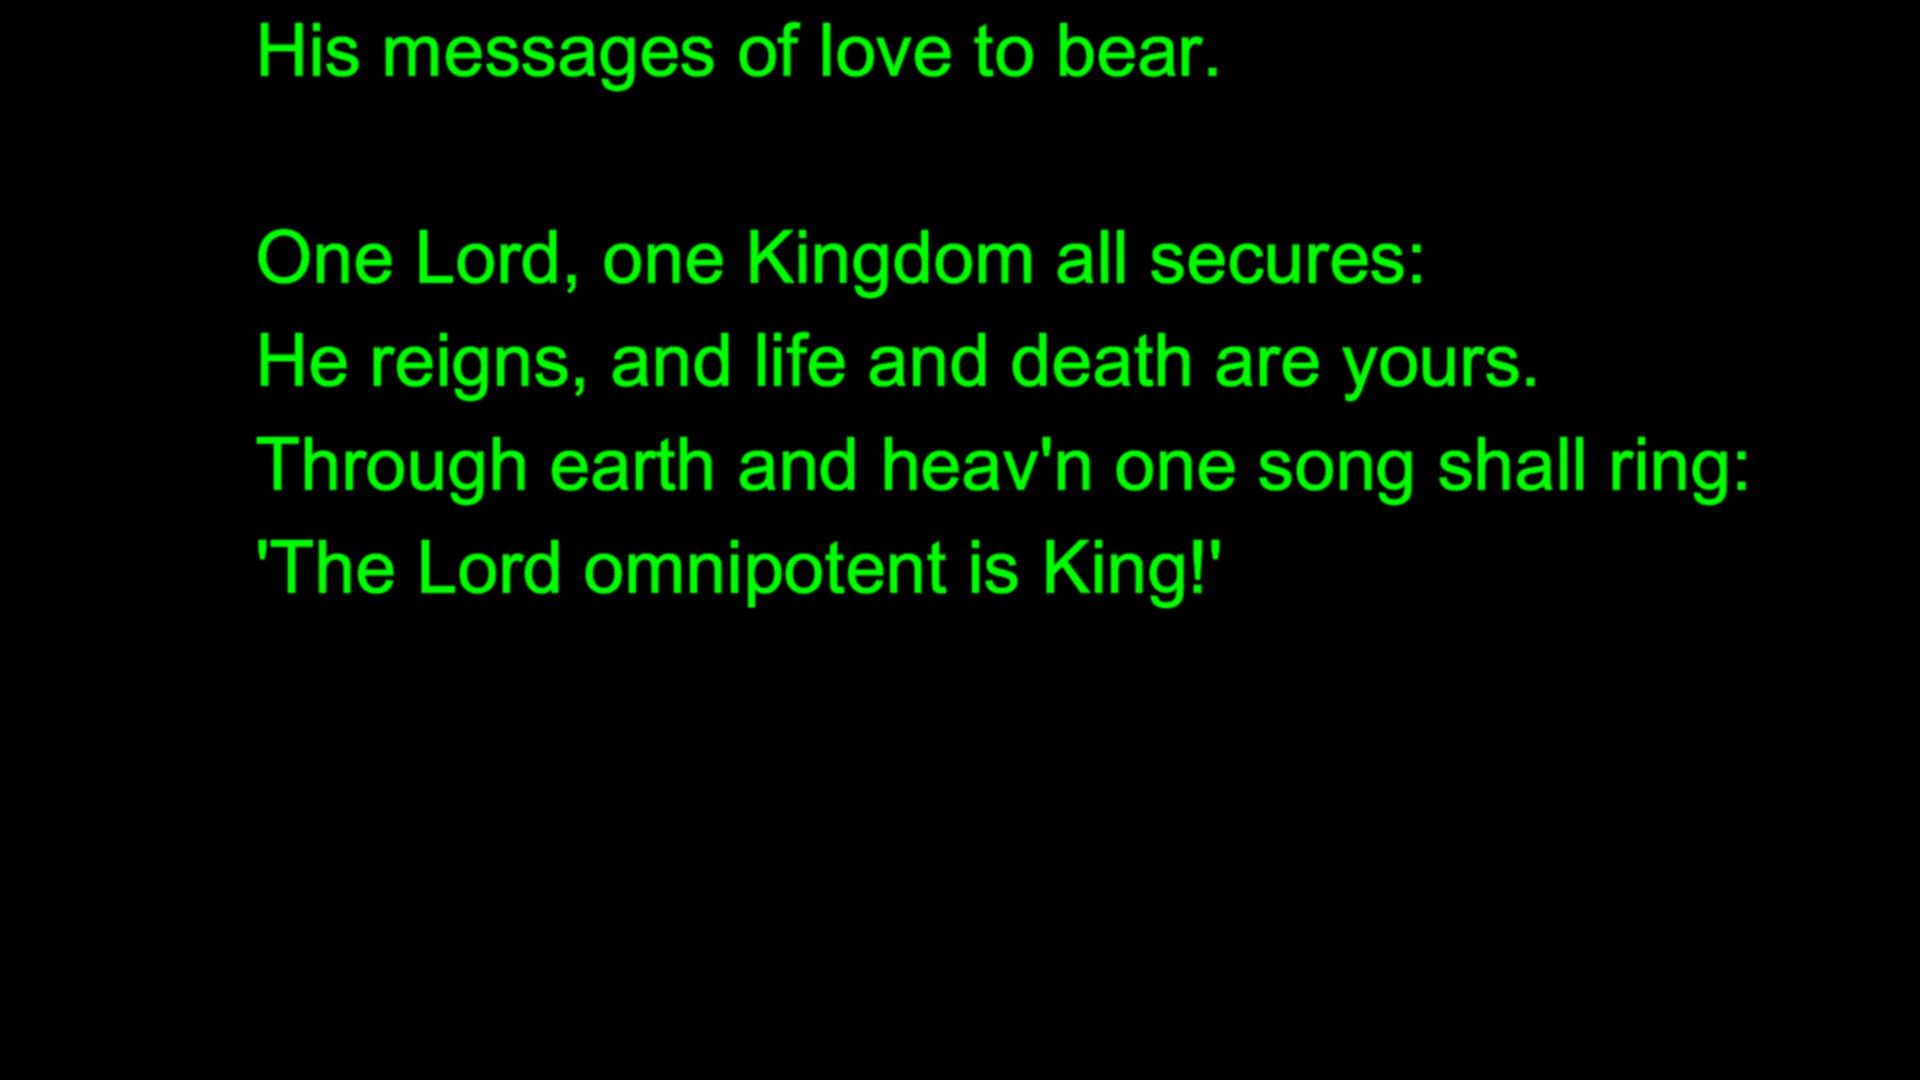 His messages of love to bear.
One Lord, one Kingdom all secures:
He reigns, and life and death are yours.
Through earth and heav'n one song shall ring:
'The Lord omnipotent is King!'